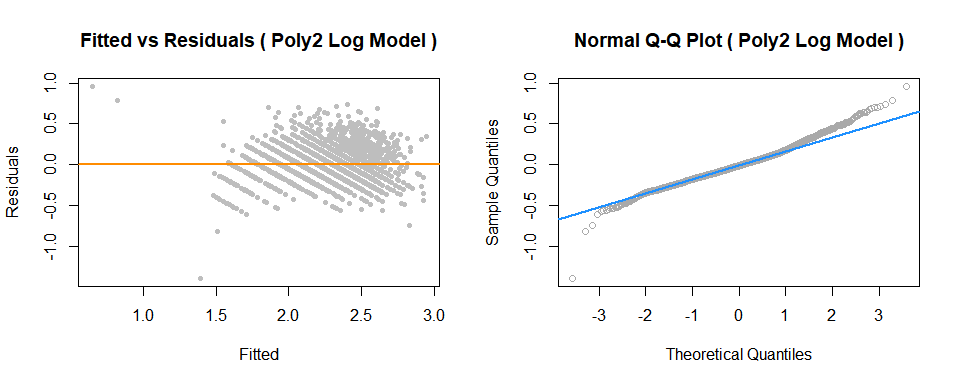 Fitted vs Residuals ( Poly2 Log Model )
Residuals
1.0
0.5
0.0
-0.5
-1.0
1.0 1.5 2.0 2.5 3.0
Fitted
Normal Q-Q Plot ( Poly2 Log Model )
Sample Quantiles
1.0
0.5
0.0
-0.5
-1.0
-3 -2 -1 0 1 2 3
Theoretical Quantiles